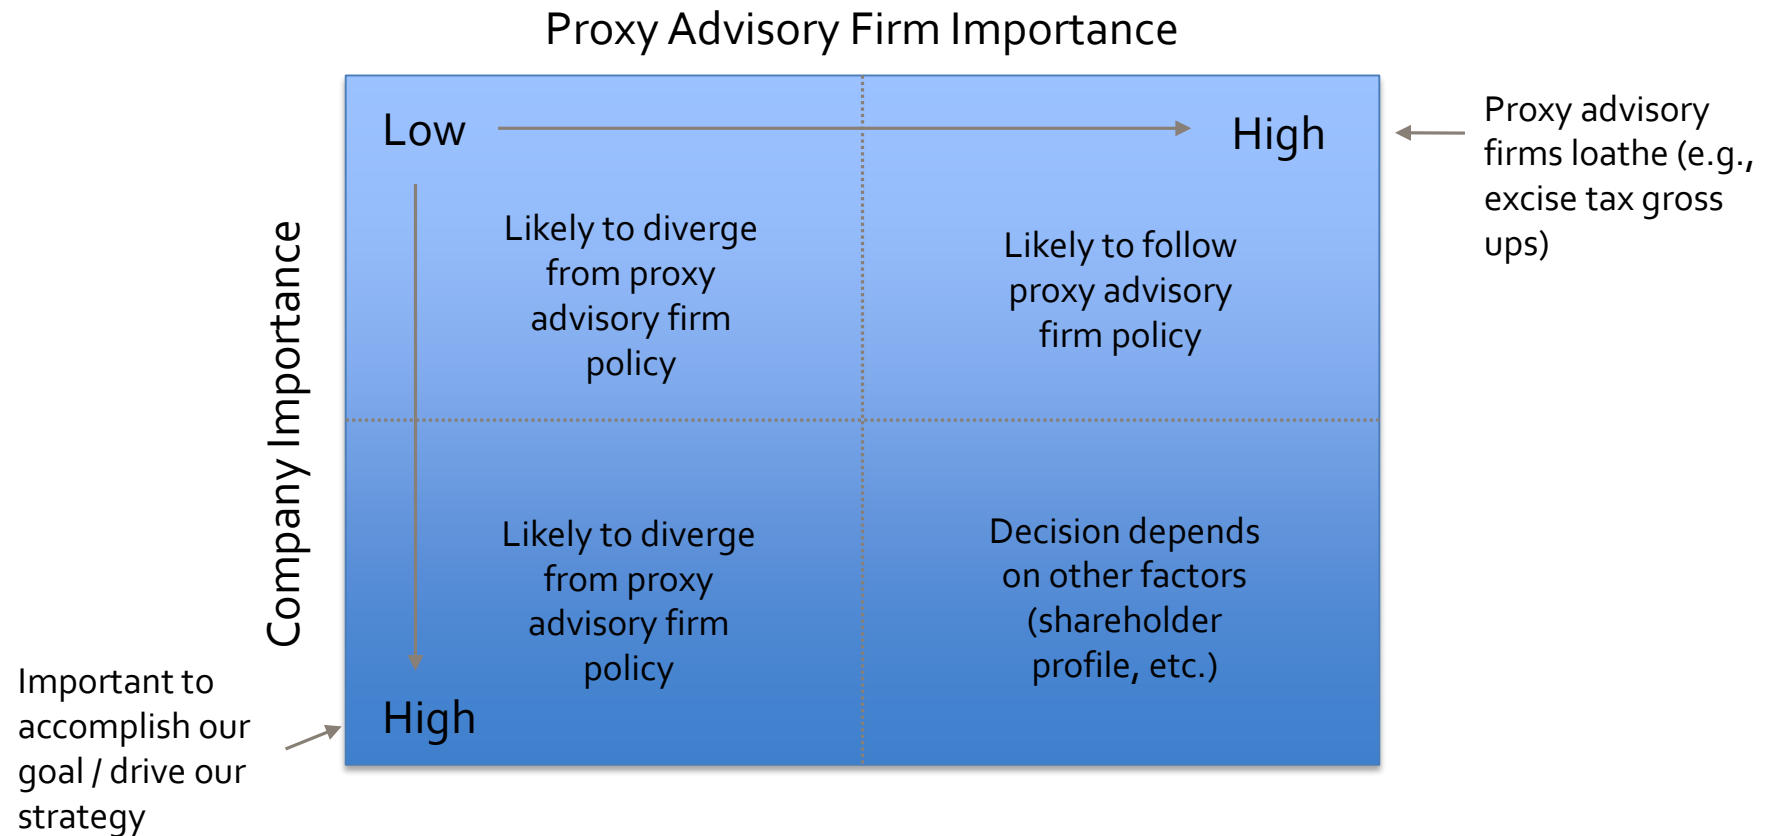 Proxy Advisory Firm Importance
Low
High
Proxy advisory
firms loathe (e.g.,
excise tax gross
ups)
Company Importance
Likely to diverge
from proxy
advisory firm
policy
Likely to follow
proxy advisory
firm policy
Likely to diverge
from proxy
advisory firm
policy
Decision depends
on other factors
(shareholder
profile, etc.)
High
Important to
accomplish our
goal / drive our
strategy